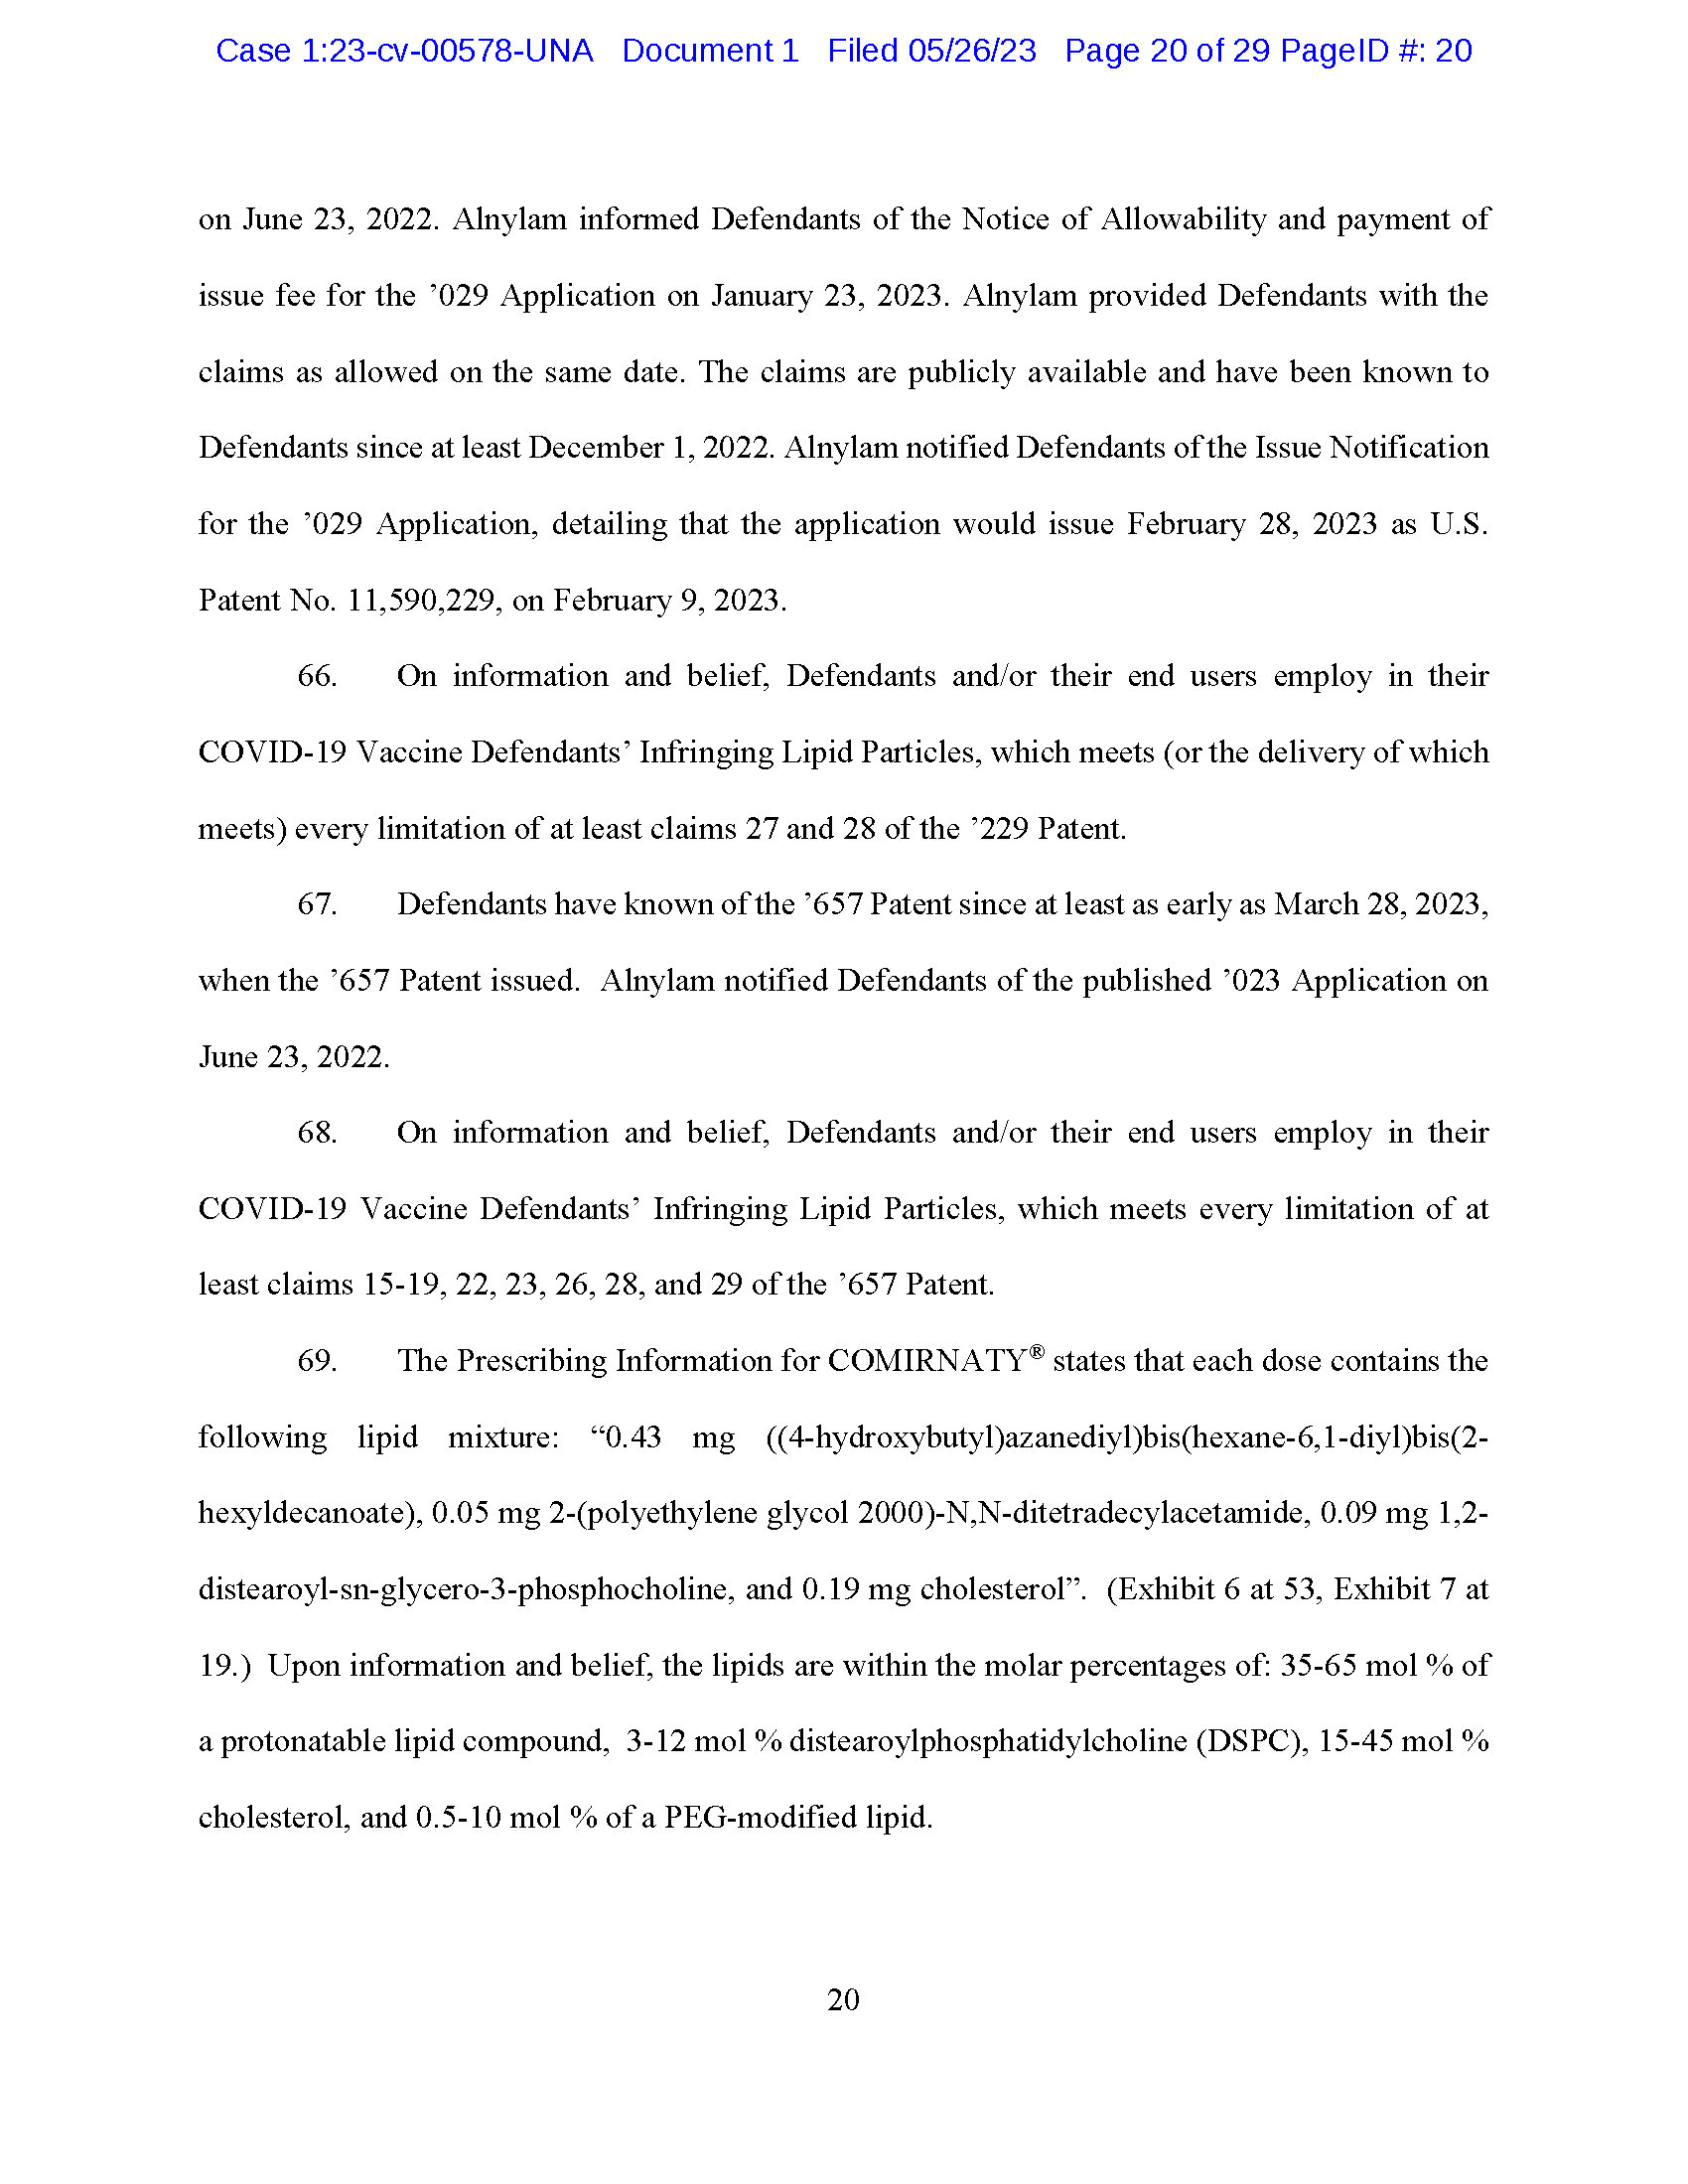 Case 1:23-cv-00578-UNA Document 1 Filed 05/26/23 Page 20 of 29 PageID #: 20
on June 23, 2022. Alnylam informed Defendants of the Notice of Allowability and payment of
issue fee for the ’029 Application on January 23, 2023. Alnylam provided Defendants with the
claims as allowed on the same date. The claims are publicly available and have been known to
Defendants since at least December 1, 2022. Alnylam notified Defendants of the Issue Notification
for the ’029 Application, detailing that the application would issue February 28, 2023 as U.S.
Patent No. 11,590,229, on February 9, 2023.
66. On information and belief, Defendants and/or their end users employ in their
COVID-19 Vaccine Defendants’ Infringing Lipid Particles, which meets (or the delivery of which
meets) every limitation of at least claims 27 and 28 of the ’229 Patent.
67. Defendants have known of the ’657 Patent since at least as early as March 28, 2023,
when the ’657 Patent issued. Alnylam notified Defendants of the published ’023 Application on
June 23, 2022.
68. On information and belief, Defendants and/or their end users employ in their
COVID-19 Vaccine Defendants’ Infringing Lipid Particles, which meets every limitation of at
least claims 15-19, 22, 23, 26, 28, and 29 of the ’657 Patent.
69. The Prescribing Information for COMIRNATY® states that each dose contains the
following lipid mixture: “0.43 mg ((4-hydroxybutyl)azanediyl)bis(hexane-6,1-diyl)bis(2-
hexyldecanoate), 0.05 mg 2-(polyethylene glycol 2000)-N,N-ditetradecylacetamide, 0.09 mg 1,2-
distearoyl-sn-glycero-3-phosphocholine, and 0.19 mg cholesterol”. (Exhibit 6 at 53, Exhibit 7 at
19.) Upon information and belief, the lipids are within the molar percentages of: 35-65 mol % of
a protonatable lipid compound, 3-12 mol % distearoylphosphatidylcholine (DSPC), 15-45 mol %
cholesterol, and 0.5-10 mol % of a PEG-modified lipid.
20